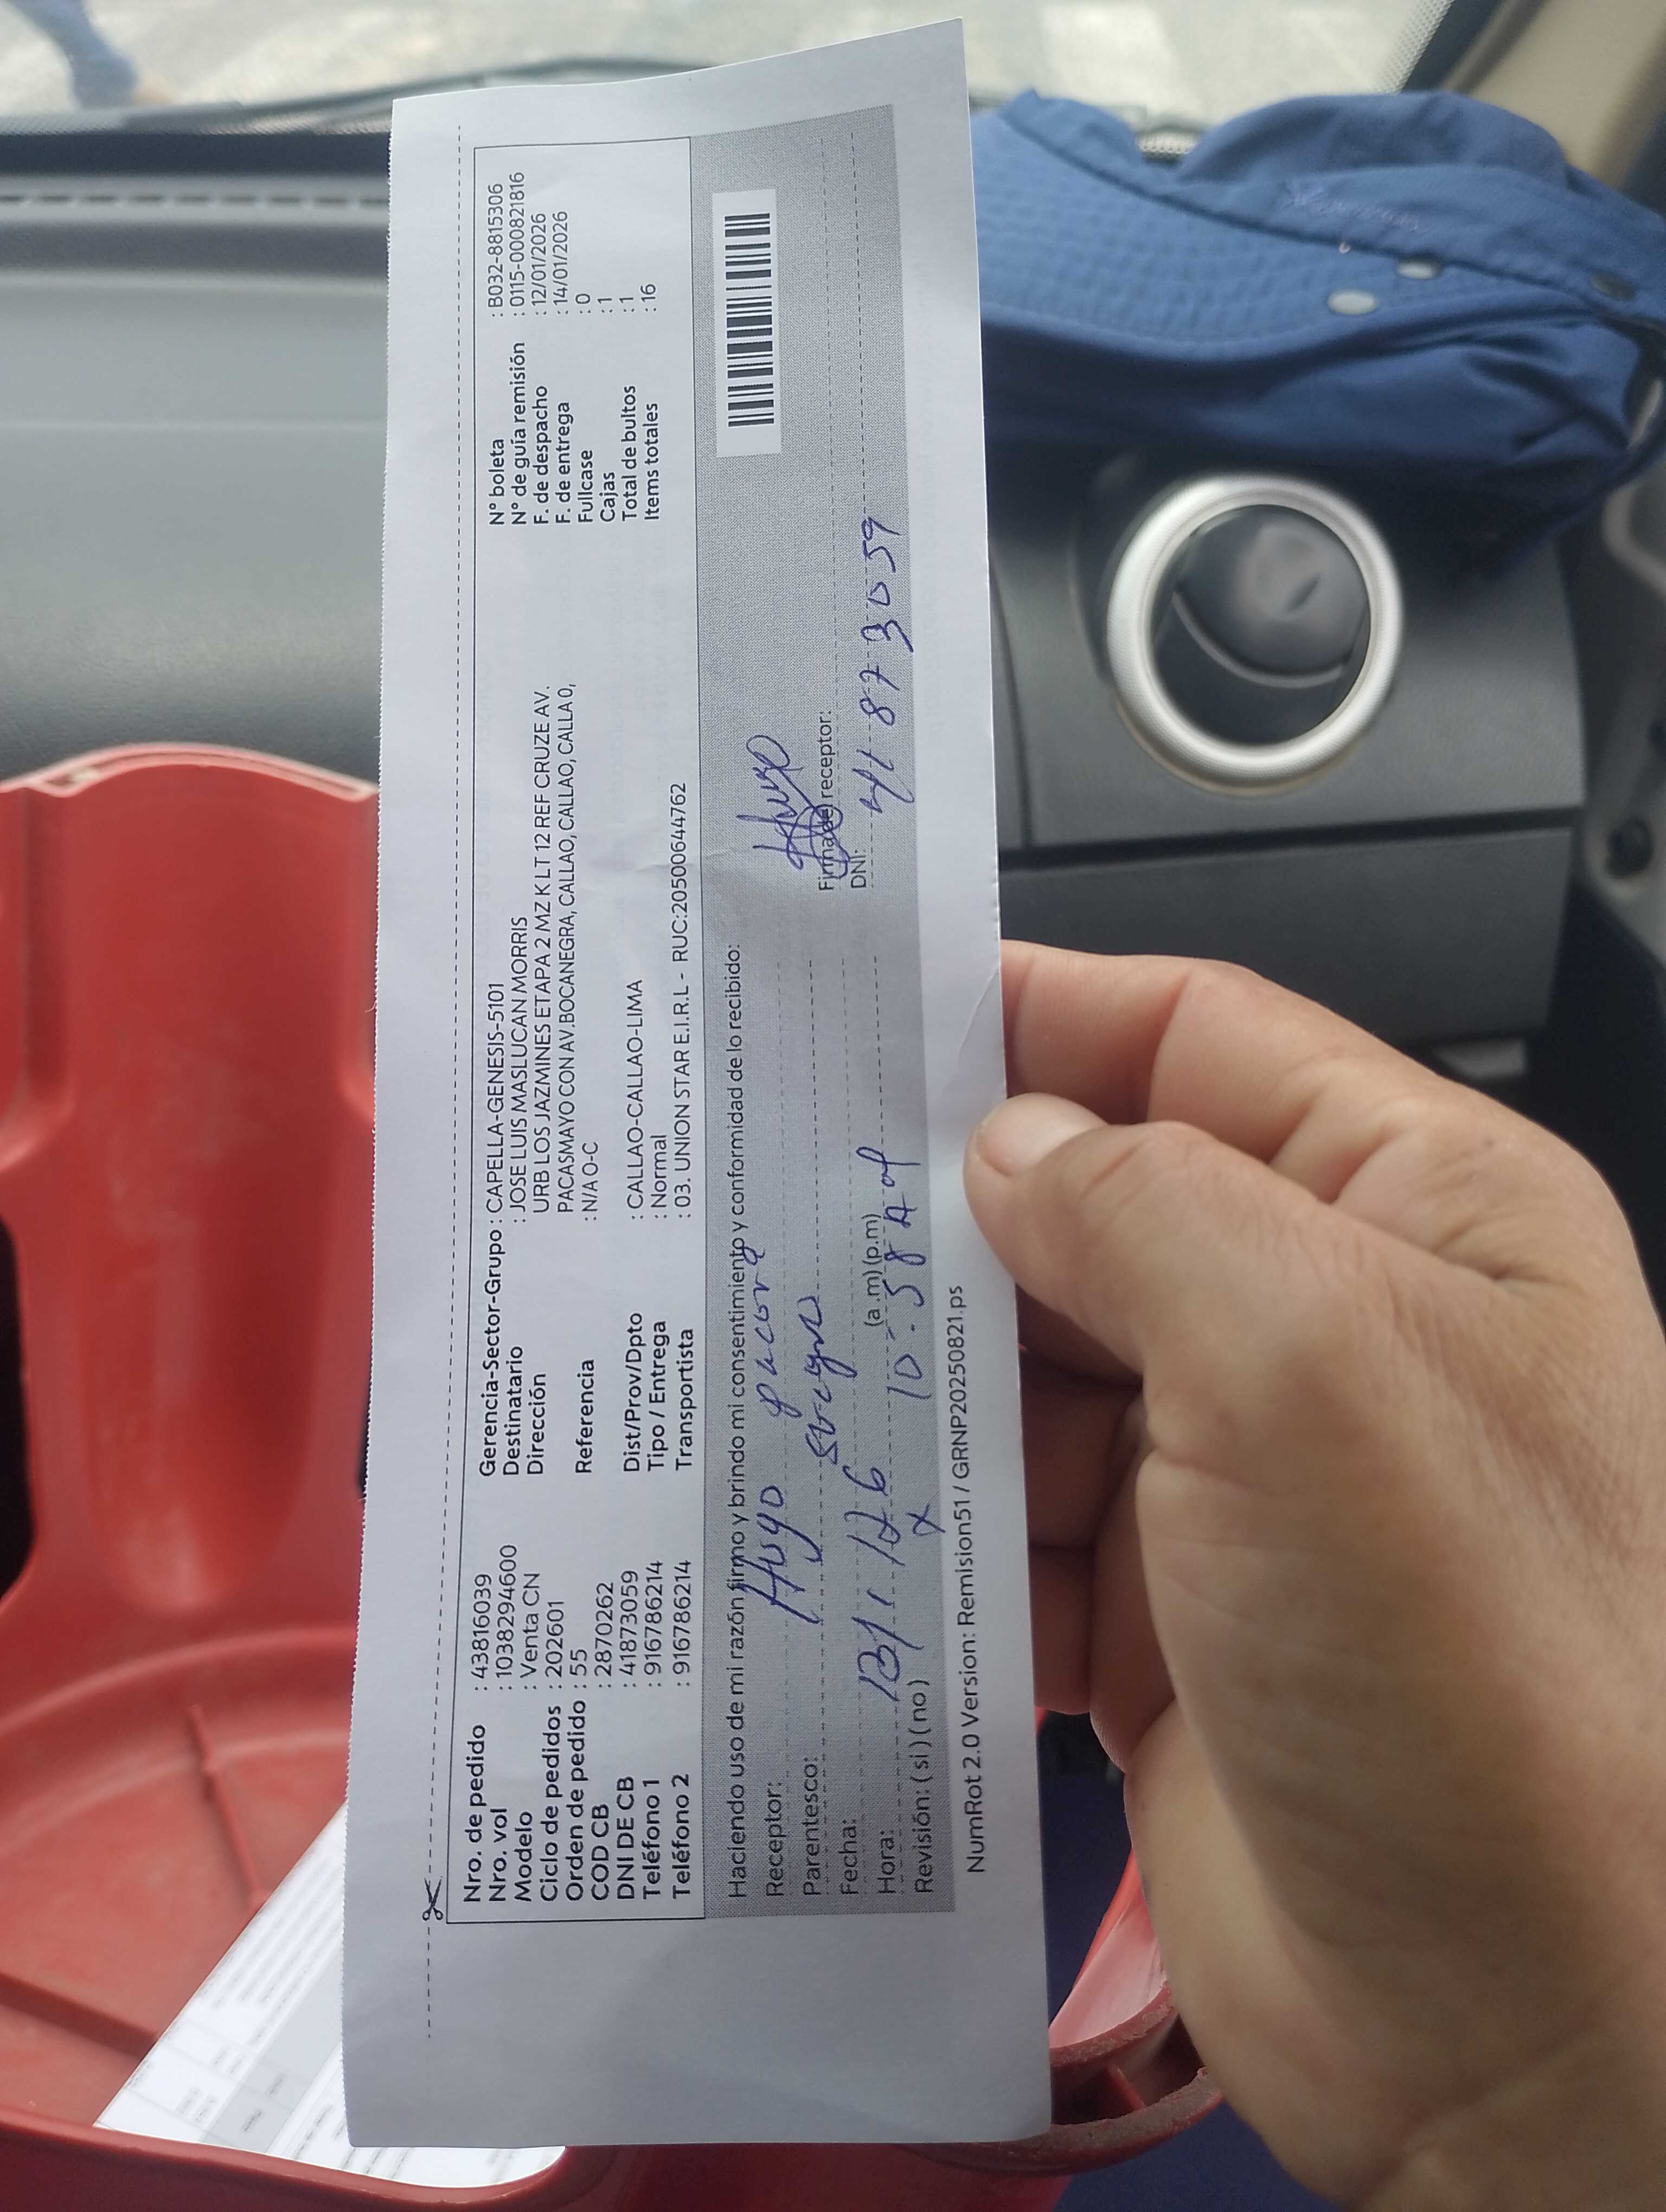 Nro. de pedido : 43816039
Nro. vol : 10382946​00
Modelo : Venta CN
Ciclo de pedidos : 202601
Orden de pedido : 55
COD CB : 2870262
DNI DE CB : 41873059
Teléfono 1 : 916786214
Teléfono 2 : 916786214
Gerencia-Sector-Grupo : CAPELLA-GENESIS-5101
Destinatario : JOSE LUIS MASLUCAN MORRIS
Dirección URB LOS JAZMINES ETAPA 2 MZ K LT 12 REF CRUZE AV.
PACASMAYO CON AV.BOCANEGRA, CALLAO, CALLAO, CALLAO, CALLAO,
Referencia : N/A O-C
Dist/Prov/Dpto : CALLAO-CALLAO-LIMA
Tipo / Entrega : Normal
Transportista : 03. UNION STAR E.I.R.L - RUC:20500644762
N° boleta : B032-8815306
N° de guía remisión : 0115-000821816
F. de despacho : 12/01/2026
F. de entrega : 14/01/2026
Fullcase : 0
Cajas : 1
Total de bultos : 1
Items totales : 16
Haciendo uso de mi razón firmo y brindo mi consentimiento y conformidad de lo recibido:
Receptor: Hugo
Parentesco:
Fecha: 13/1/26
Hora: 10:58 (a.m) (p.m)
Revisión: (si) (no) x
Firma de receptor: Hugo
DNI: 41873059
NumRot 2.0 Version: Remision51 / GRNP20250821.ps